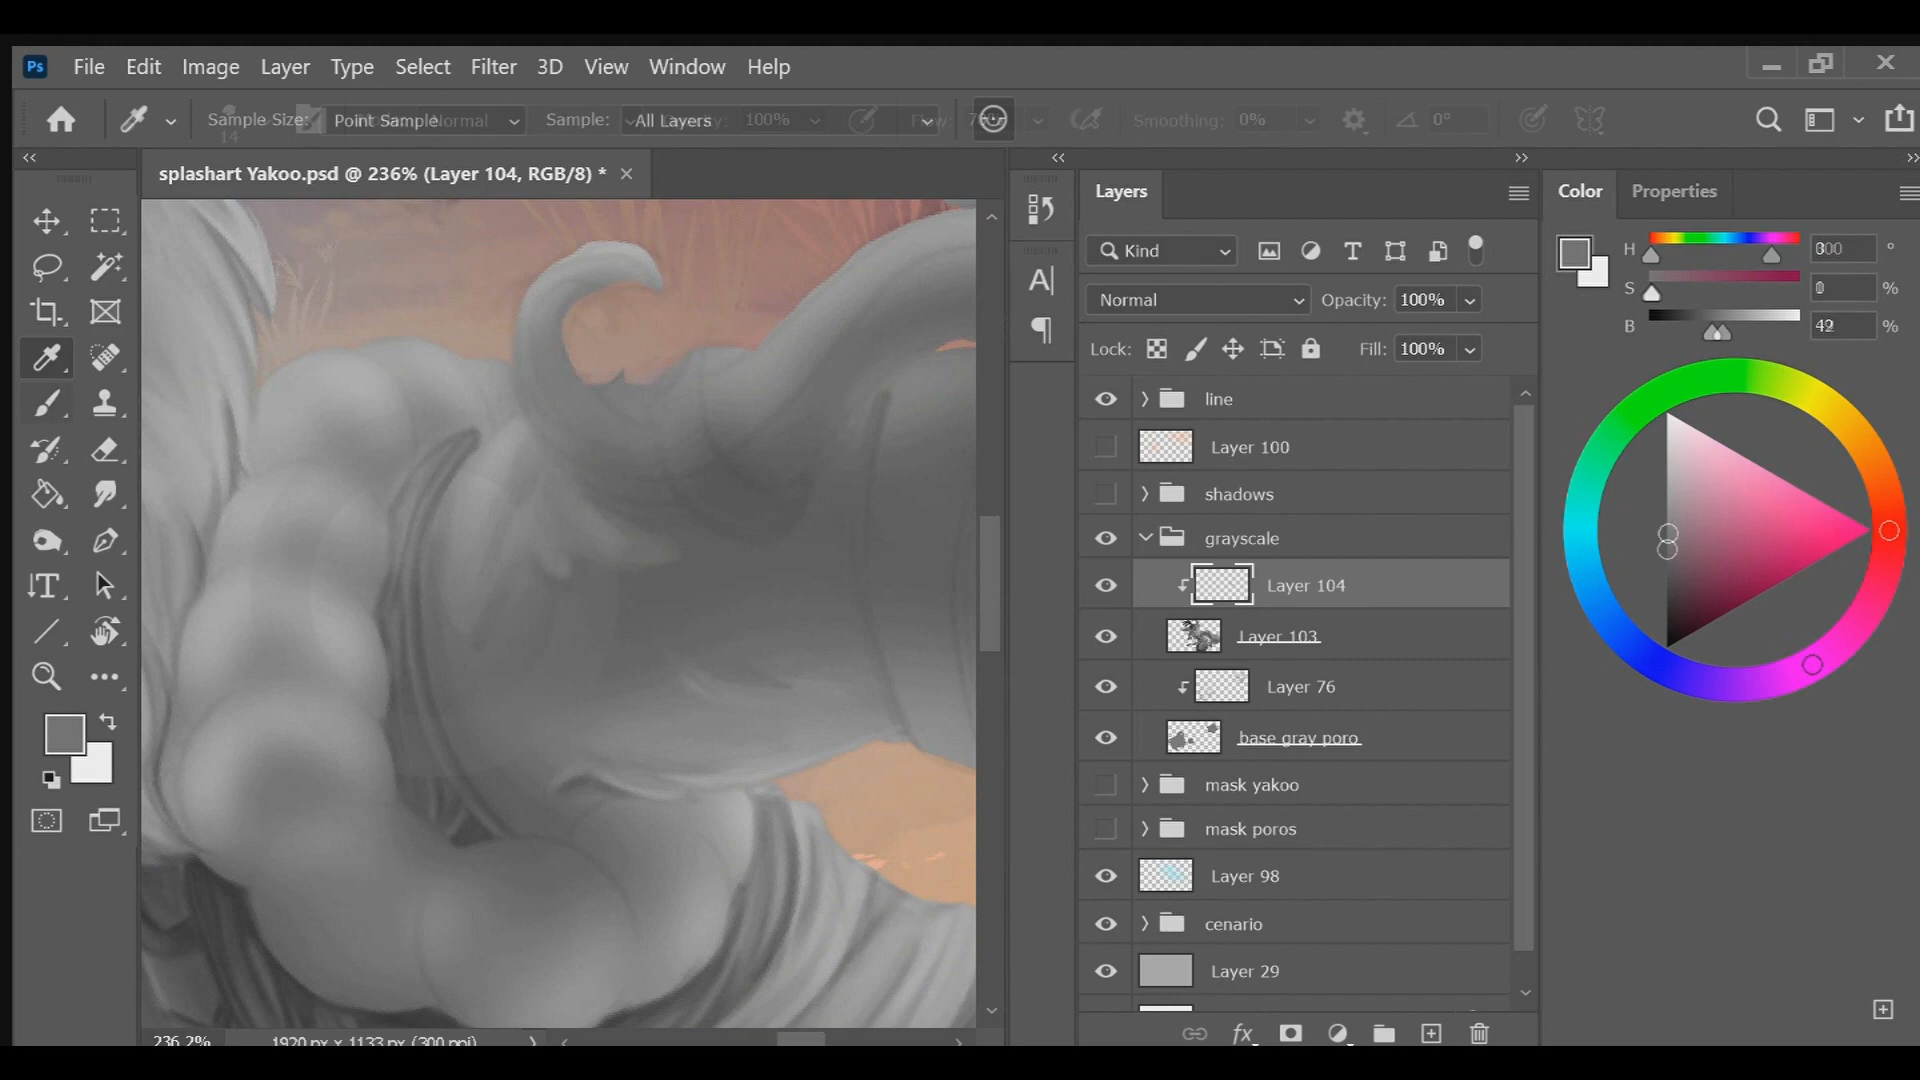 Ps File Edit Image Layer Type Select Filter 3D View Window Help
Sample Size: Point Sample Normal Sample: All Layers 100% Smoothing: 0% 0°
14
splashart Yakoo.psd @ 236% (Layer 104, RGB/8) *
Layers
Color Properties
Kind
Normal Opacity: 100%
Lock: Fill: 100%
H °
S %
B %
line
Layer 100
shadows
grayscale
Layer 104
Layer 103
Layer 76
base gray poro
mask yakoo
mask poros
Layer 98
cenario
Layer 29
236.2% 1920 px x 1133 px (300 ppi)
fx